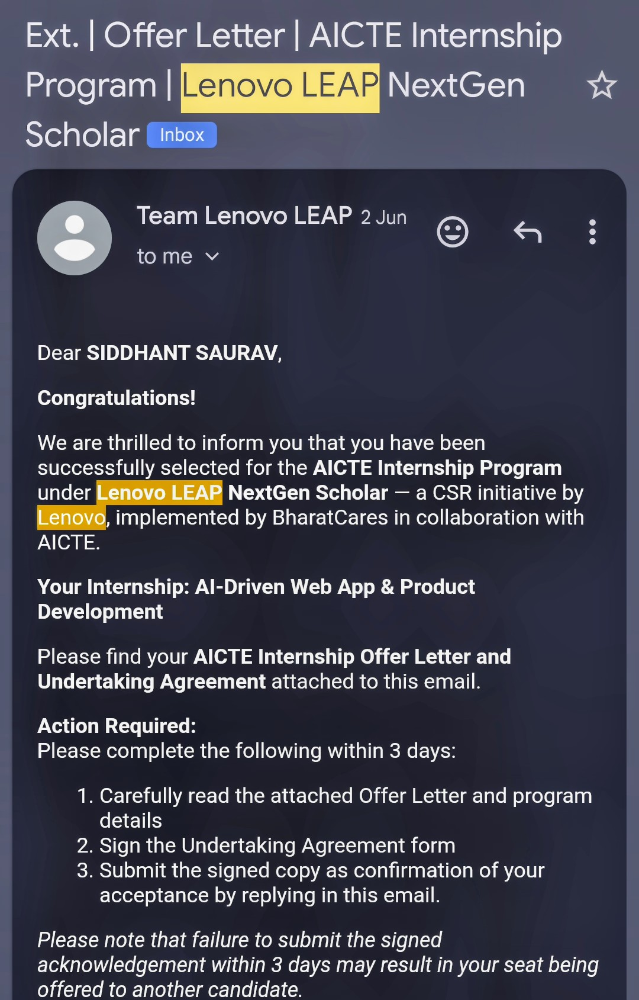 Ext. | Offer Letter | AICTE Internship
Program | Lenovo LEAP NextGen
Scholar Inbox
Team Lenovo LEAP 2 Jun
to me
Dear SIDDHANT SAURAV,
Congratulations!
We are thrilled to inform you that you have been
successfully selected for the AICTE Internship Program
under Lenovo LEAP NextGen Scholar — a CSR initiative by
Lenovo, implemented by BharatCares in collaboration with
AICTE.
Your Internship: AI-Driven Web App & Product
Development
Please find your AICTE Internship Offer Letter and
Undertaking Agreement attached to this email.
Action Required:
Please complete the following within 3 days:
1. Carefully read the attached Offer Letter and program
details
2. Sign the Undertaking Agreement form
3. Submit the signed copy as confirmation of your
acceptance by replying in this email.
Please note that failure to submit the signed
acknowledgement within 3 days may result in your seat being
offered to another candidate.